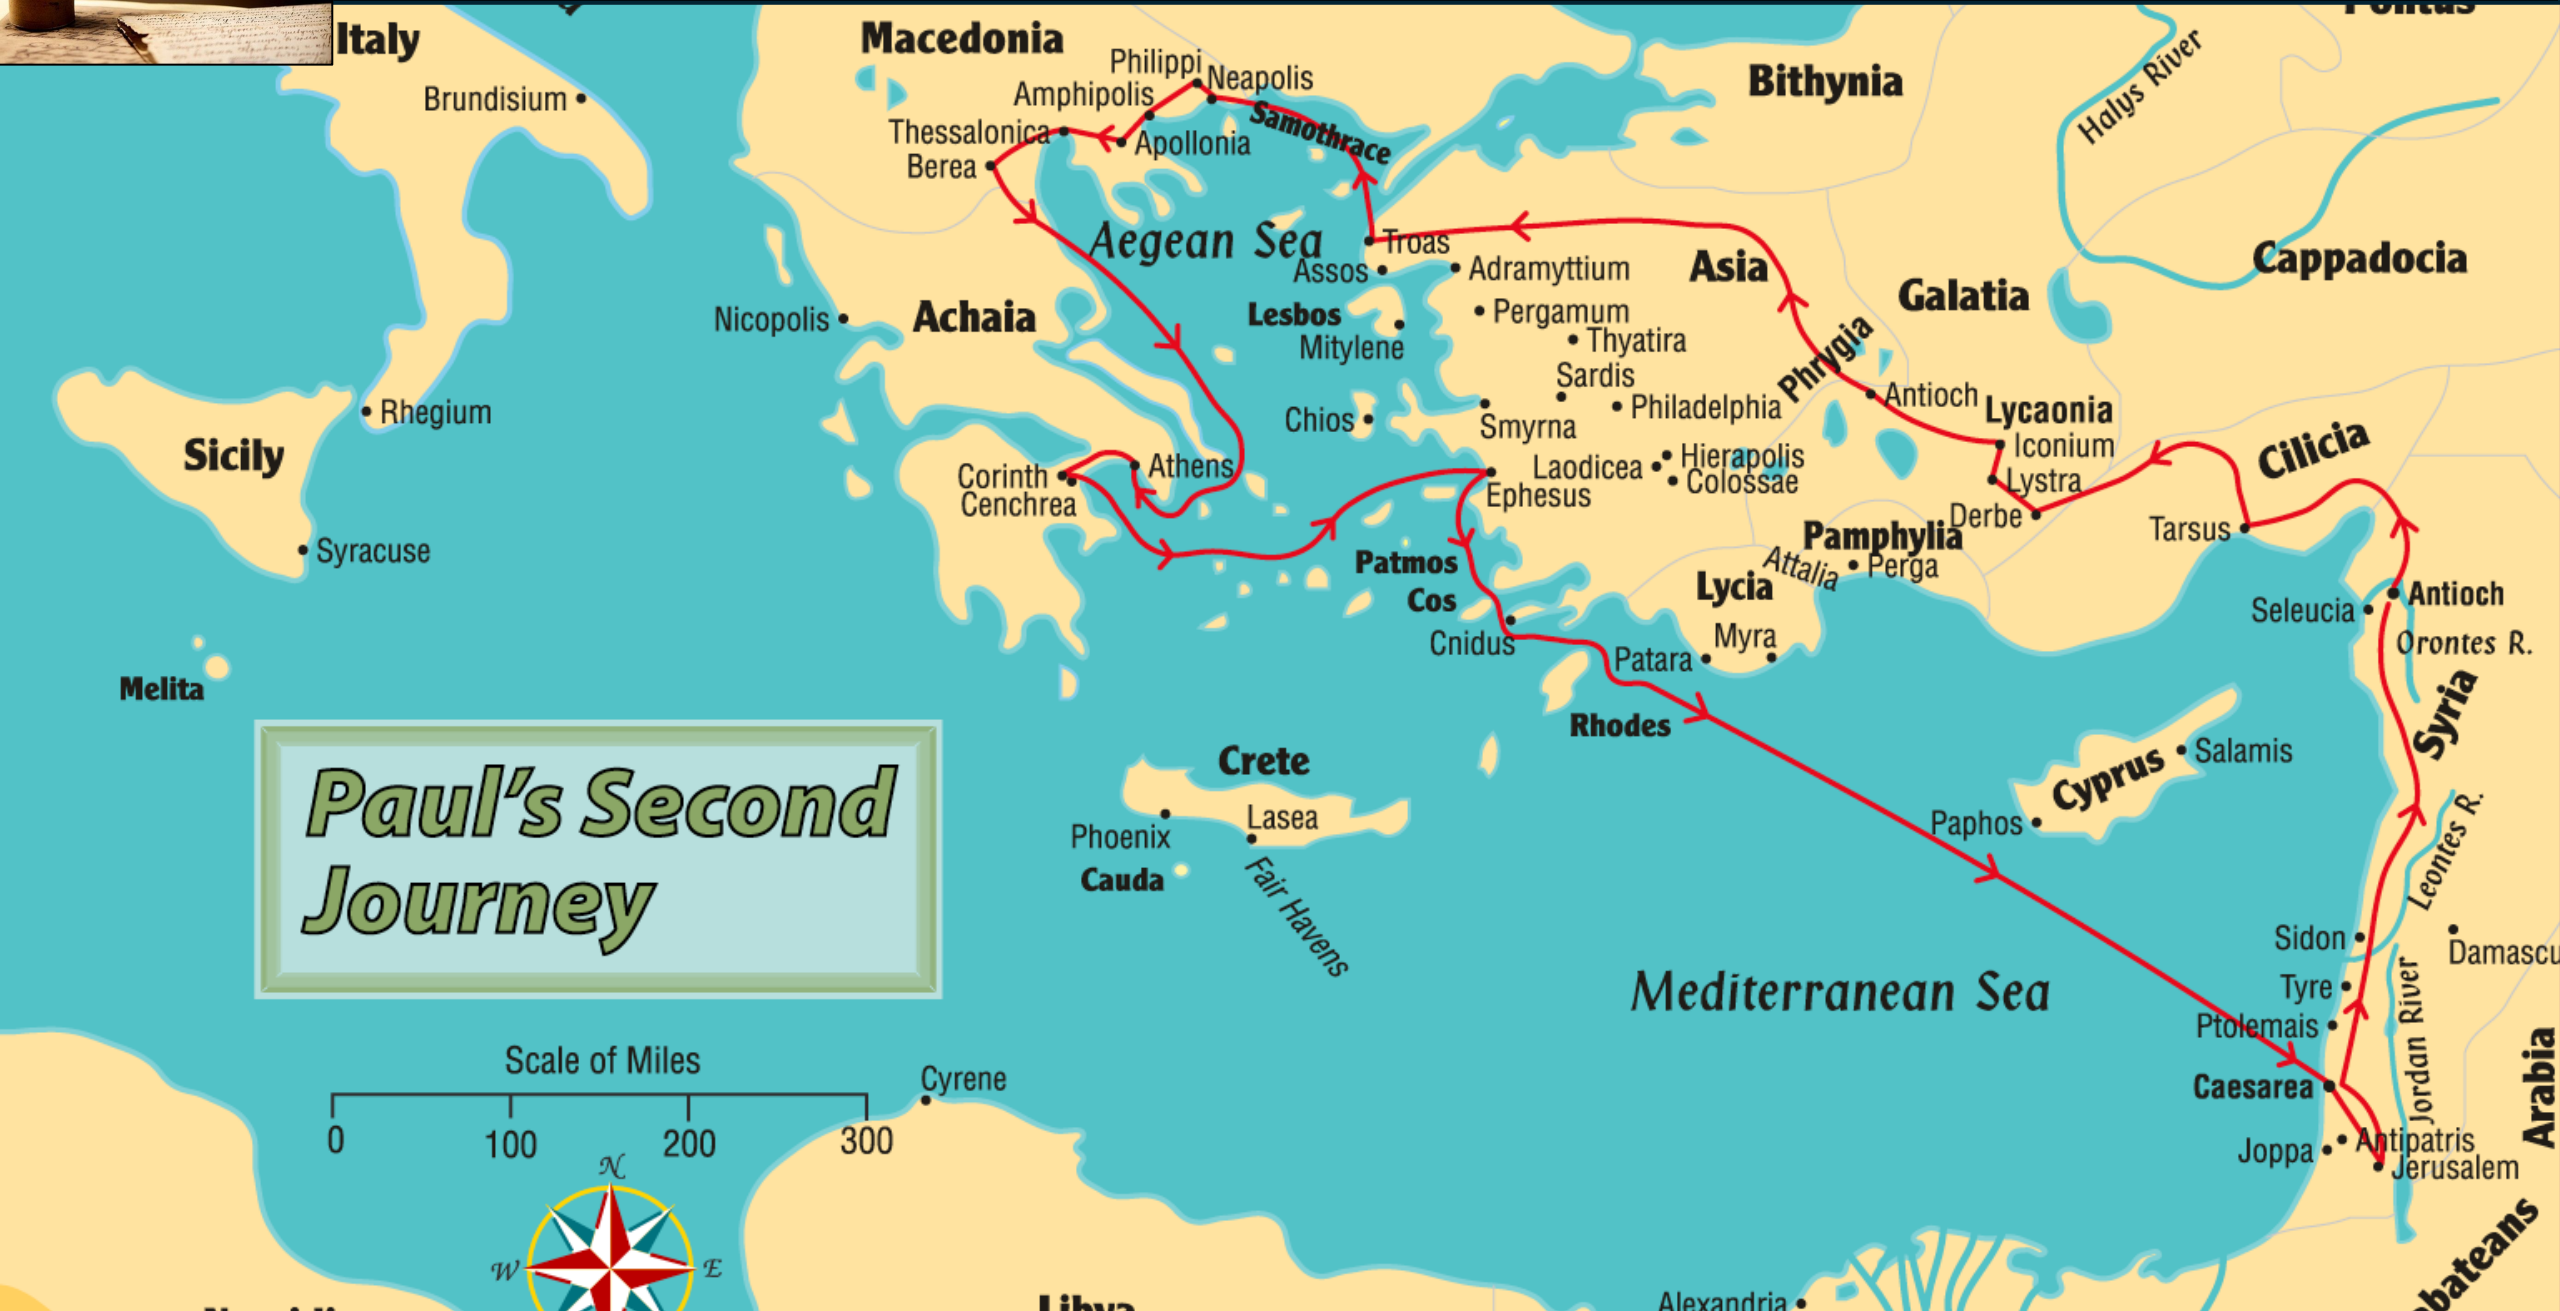 Pontus
Italy
Macedonia
Philippi
Neapolis
Bithynia
Halys River
Brundisium
Amphipolis
Samothrace
Thessalonica
Apollonia
Berea
Aegean Sea
Troas
Assos
Adramyttium
Asia
Cappadocia
Galatia
Nicopolis
Achaia
Lesbos
Pergamum
Mitylene
Thyatira
Phrygia
Sardis
Antioch
Lycaonia
Rhegium
Chios
Smyrna
Philadelphia
Iconium
Cilicia
Sicily
Corinth
Athens
Laodicea
Hierapolis
Colossae
Lystra
Cenchrea
Ephesus
Derbe
Tarsus
Syracuse
Pamphylia
Patmos
Attalia
Perga
Cos
Lycia
Antioch
Seleucia
Cnidus
Myra
Orontes R.
Patara
Melita
Rhodes
Syria
Paul's Second
Journey
Crete
Salamis
Cyprus
Phoenix
Lasea
Paphos
Leontes R.
Cauda
Fair Havens
Sidon
Damascu
Mediterranean Sea
Tyre
Jordan River
Ptolemais
Scale of Miles
Cyrene
Caesarea
Arabia
0 100 200 300
Joppa
Antipatris
Jerusalem
N
W E
bateans
Alexandria
Libya